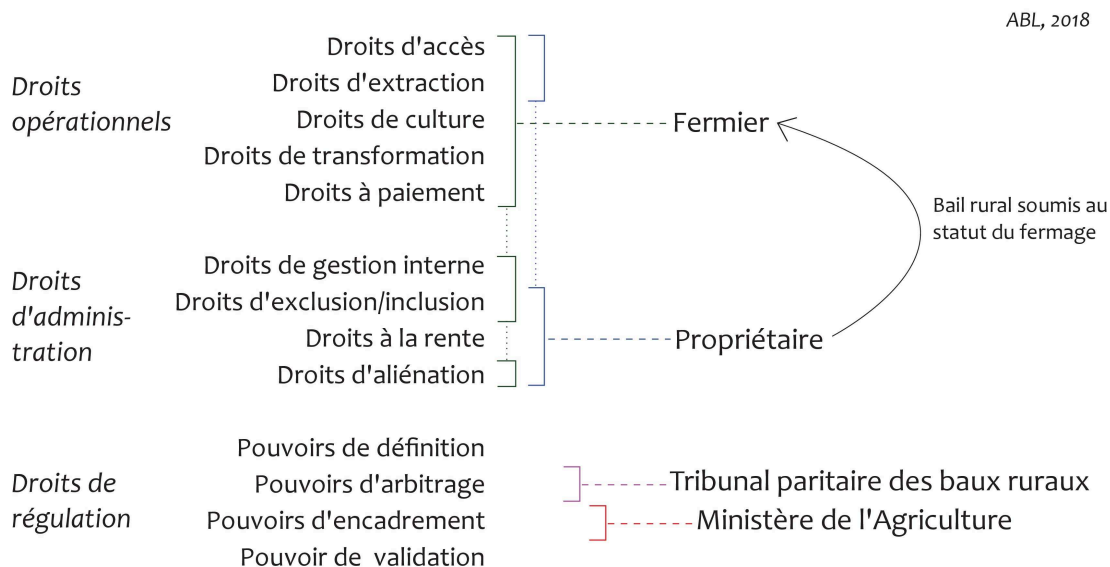 ABL, 2018
Droits
opérationnels
Droits d'accès
Droits d'extraction
Droits de culture
Droits de transformation
Droits à paiement
Fermier
Bail rural soumis au
statut du fermage
Droits
d'adminis-
tration
Droits de gestion interne
Droits d'exclusion/inclusion
Droits à la rente
Droits d'aliénation
Propriétaire
Droits de
régulation
Pouvoirs de définition
Pouvoirs d'arbitrage
Pouvoirs d'encadrement
Pouvoir de validation
Tribunal paritaire des baux ruraux
Ministère de l'Agriculture